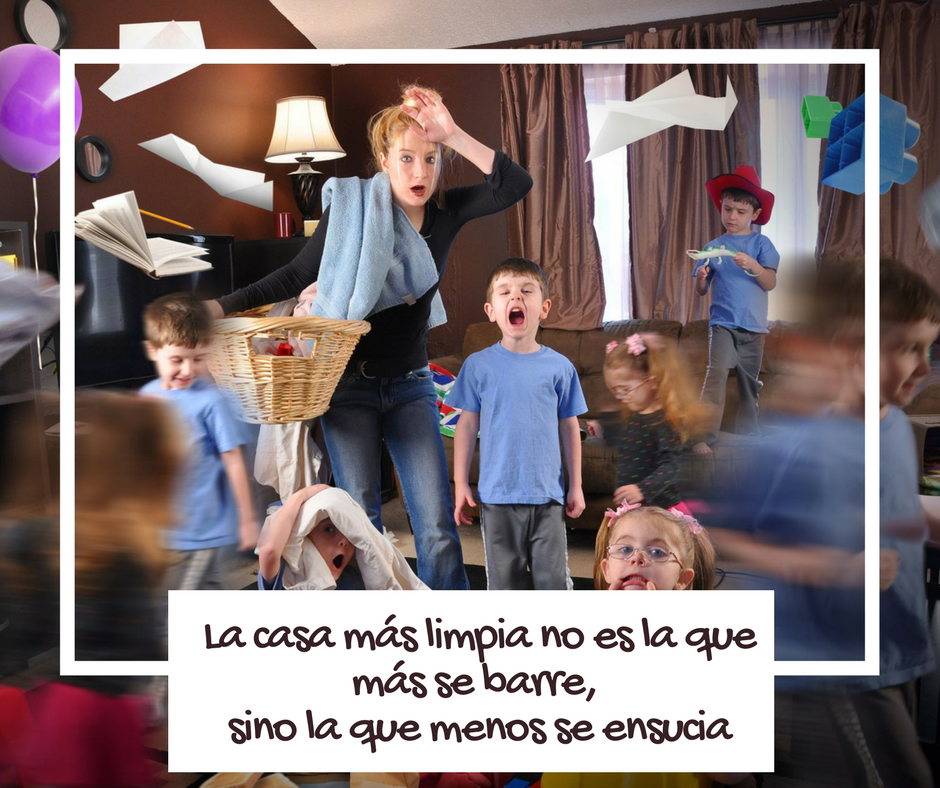 La casa más limpia no es la que
más se barre,
sino la que menos se ensucia